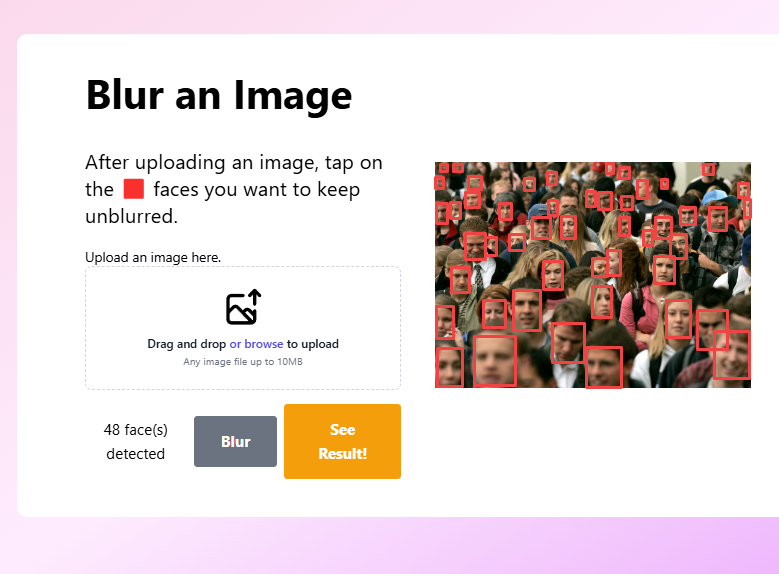 Blur an Image
After uploading an image, tap on
the faces you want to keep
unblurred.
Upload an image here.
Drag and drop or browse to upload
Any image file up to 10MB
48 face(s)
detected
Blur
See
Result!